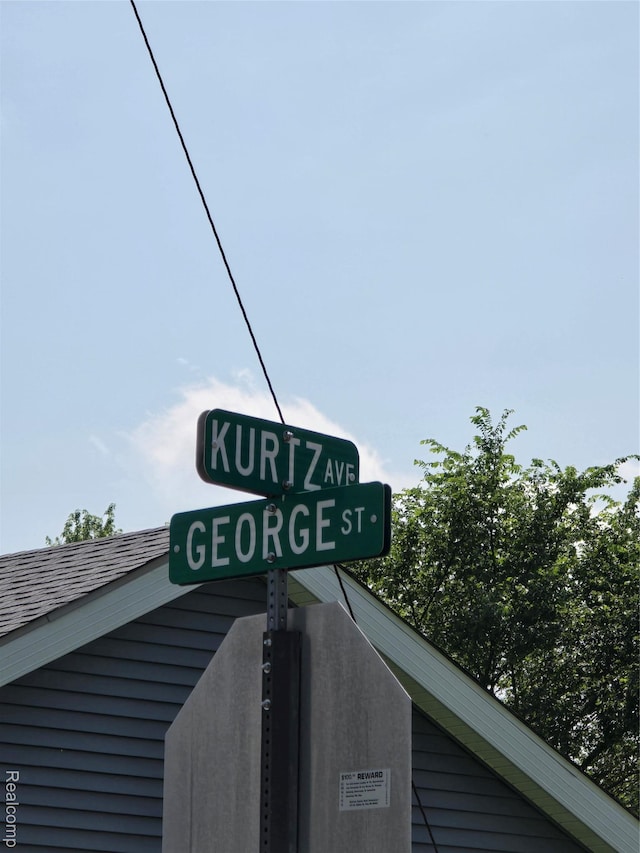 KURTZ AVE
GEORGE ST
REWARD
Realcomp